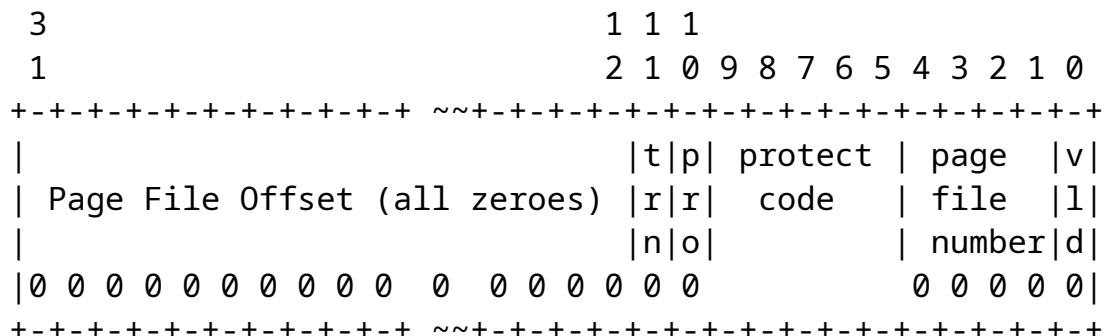 3                             1 1 1
 1                             2 1 0 9 8 7 6 5 4 3 2 1 0
+-+-+-+-+-+-+-+-+-+-+ ~~+-+-+-+-+-+-+-+-+-+-+-+-+-+-+-+-+
|                               |t|p| protect | page  |v|
| Page File Offset (all zeroes) |r|r|  code   | file  |l|
|                               |n|o|         | number|d|
|0 0 0 0 0 0 0 0 0 0  0  0 0 0 0 0 0           0 0 0 0 0|
+-+-+-+-+-+-+-+-+-+-+ ~~+-+-+-+-+-+-+-+-+-+-+-+-+-+-+-+-+